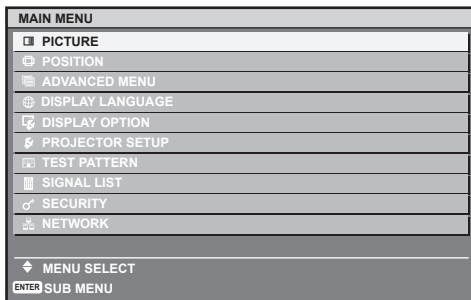 MAIN MENU
PICTURE
POSITION
ADVANCED MENU
DISPLAY LANGUAGE
DISPLAY OPTION
PROJECTOR SETUP
TEST PATTERN
SIGNAL LIST
SECURITY
NETWORK
MENU SELECT
ENTER SUB MENU